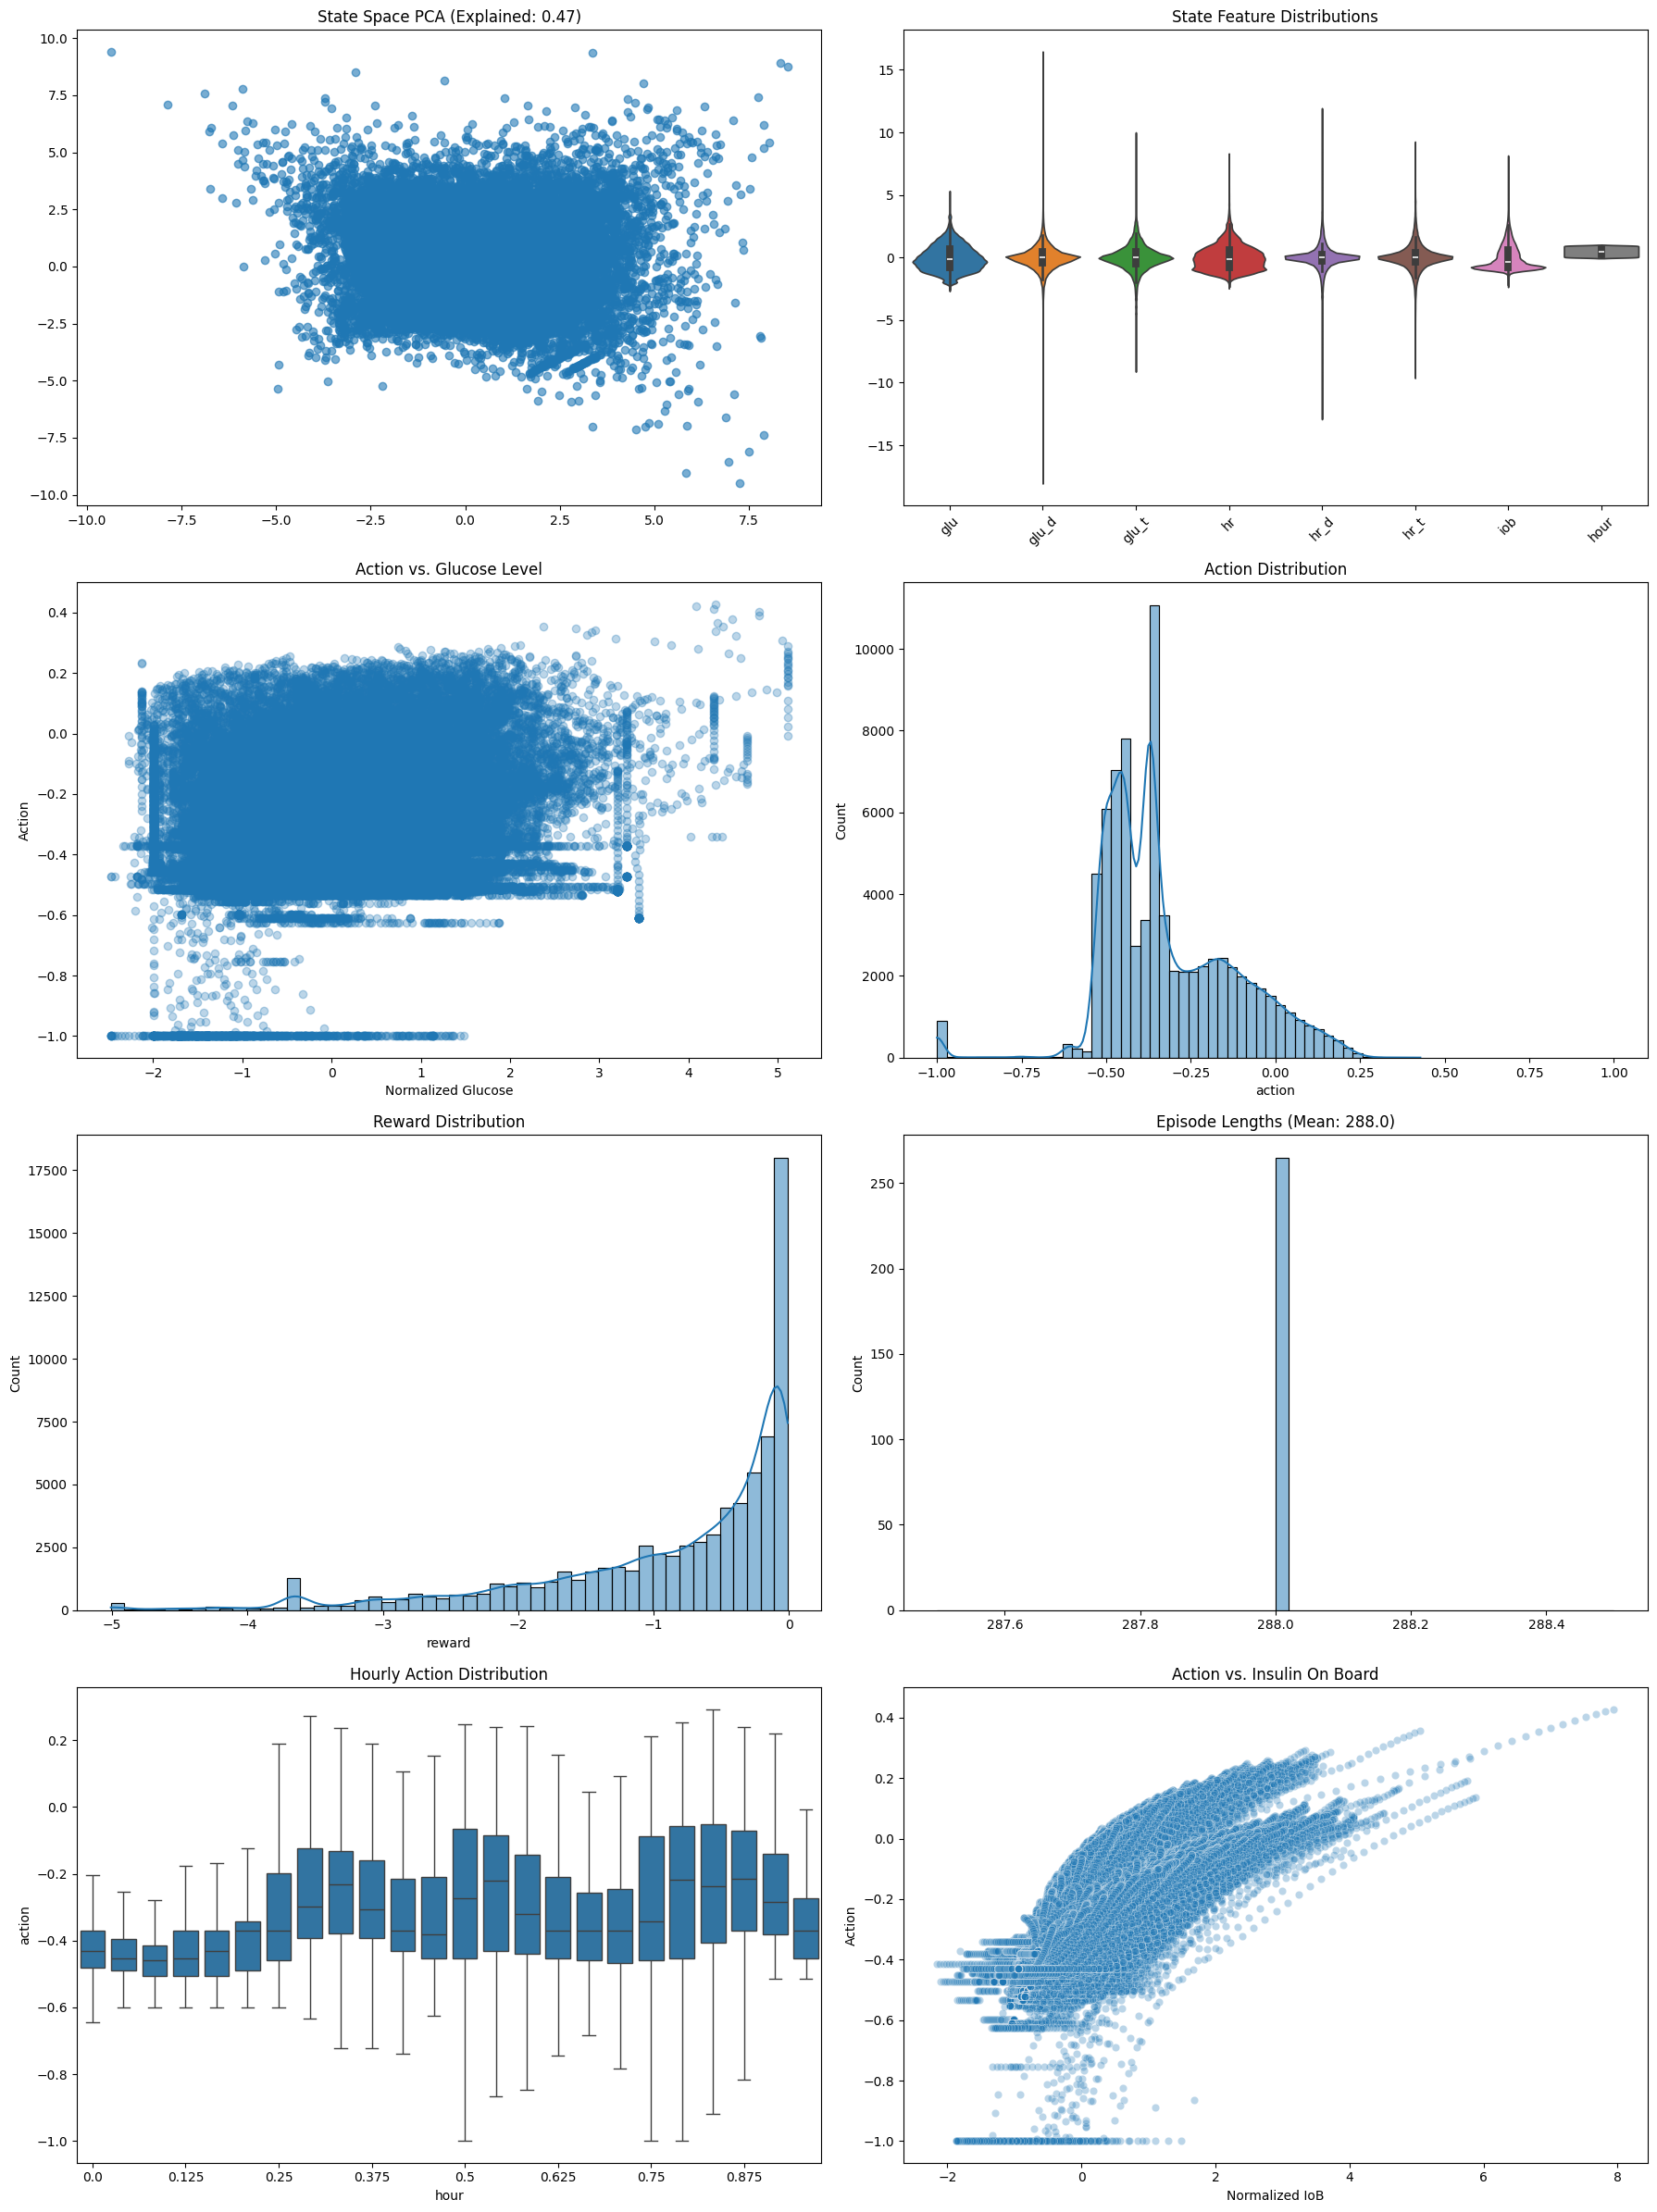 State Space PCA (Explained: 0.47)
10.0
7.5
5.0
2.5
0.0
−2.5
−5.0
−7.5
−10.0
−10.0 −7.5 −5.0 −2.5 0.0 2.5 5.0 7.5
State Feature Distributions
15
10
5
0
−5
−10
−15
glu glu_d glu_t hr hr_d hr_t iob hour
Action vs. Glucose Level
Action
0.4
0.2
0.0
−0.2
−0.4
−0.6
−0.8
−1.0
−2 −1 0 1 2 3 4 5
Normalized Glucose
Action Distribution
Count
10000
8000
6000
4000
2000
0
−1.00 −0.75 −0.50 −0.25 0.00 0.25 0.50 0.75 1.00
action
Reward Distribution
Count
17500
15000
12500
10000
7500
5000
2500
0
−5 −4 −3 −2 −1 0
reward
Episode Lengths (Mean: 288.0)
Count
250
200
150
100
50
0
287.6 287.8 288.0 288.2 288.4
Hourly Action Distribution
action
0.2
0.0
−0.2
−0.4
−0.6
−0.8
−1.0
0.0 0.125 0.25 0.375 0.5 0.625 0.75 0.875
hour
Action vs. Insulin On Board
Action
0.4
0.2
0.0
−0.2
−0.4
−0.6
−0.8
−1.0
−2 0 2 4 6 8
Normalized IoB